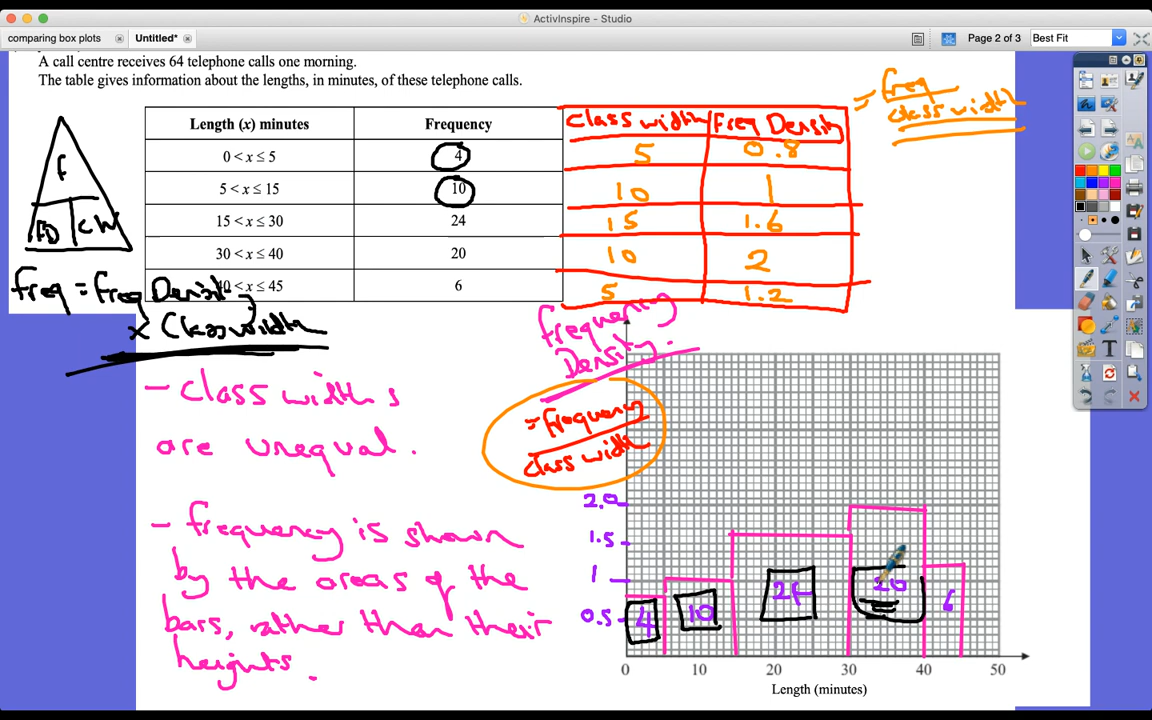 ActivInspire - Studio
comparing box plots
Untitled*
Page 2 of 3
Best Fit
A call centre receives 64 telephone calls one morning.
The table gives information about the lengths, in minutes, of these telephone calls.
= freq
class width
Length (x) minutes Frequency Class width Freq Density
0 < x ≤ 5 4 5 0.8
5 < x ≤ 15 10 10 1
15 < x ≤ 30 24 15 1.6
30 < x ≤ 40 20 10 2
40 < x ≤ 45 6 5 1.2
F
FD CW
freq = freq Density
x Class width
- class widths
are unequal.
- frequency is shown
by the areas of the
bars, rather than their
heights.
frequency
Density.
= frequency
class width
2.0
1.5
1
0.5
4 10 24 20 6
0 10 20 30 40 50
Length (minutes)